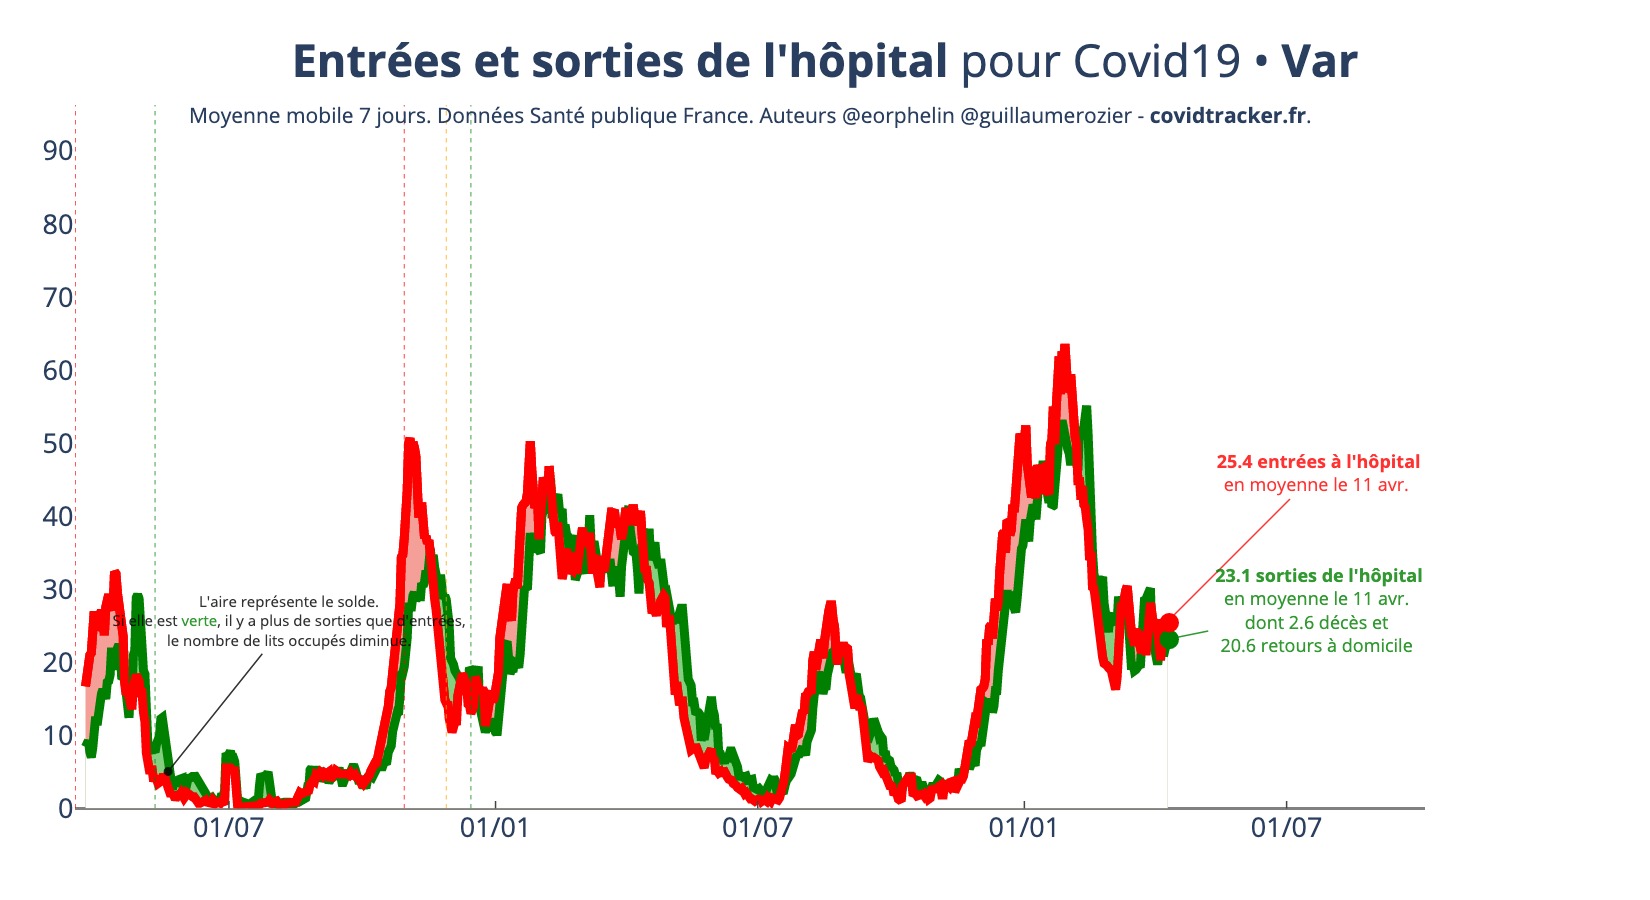 Entrées et sorties de l'hôpital pour Covid19 • Var
Moyenne mobile 7 jours. Données Santé publique France. Auteurs @eorphelin @guillaumerozier - covidtracker.fr.
90
80
70
60
50
40
30
20
10
0
25.4 entrées à l'hôpital
en moyenne le 11 avr.
23.1 sorties de l'hôpital
en moyenne le 11 avr.
dont 2.6 décès et
20.6 retours à domicile
L'aire représente le solde.
Si elle est verte, il y a plus de sorties que d'entrées,
le nombre de lits occupés diminue.
01/07
01/01
01/07
01/01
01/07